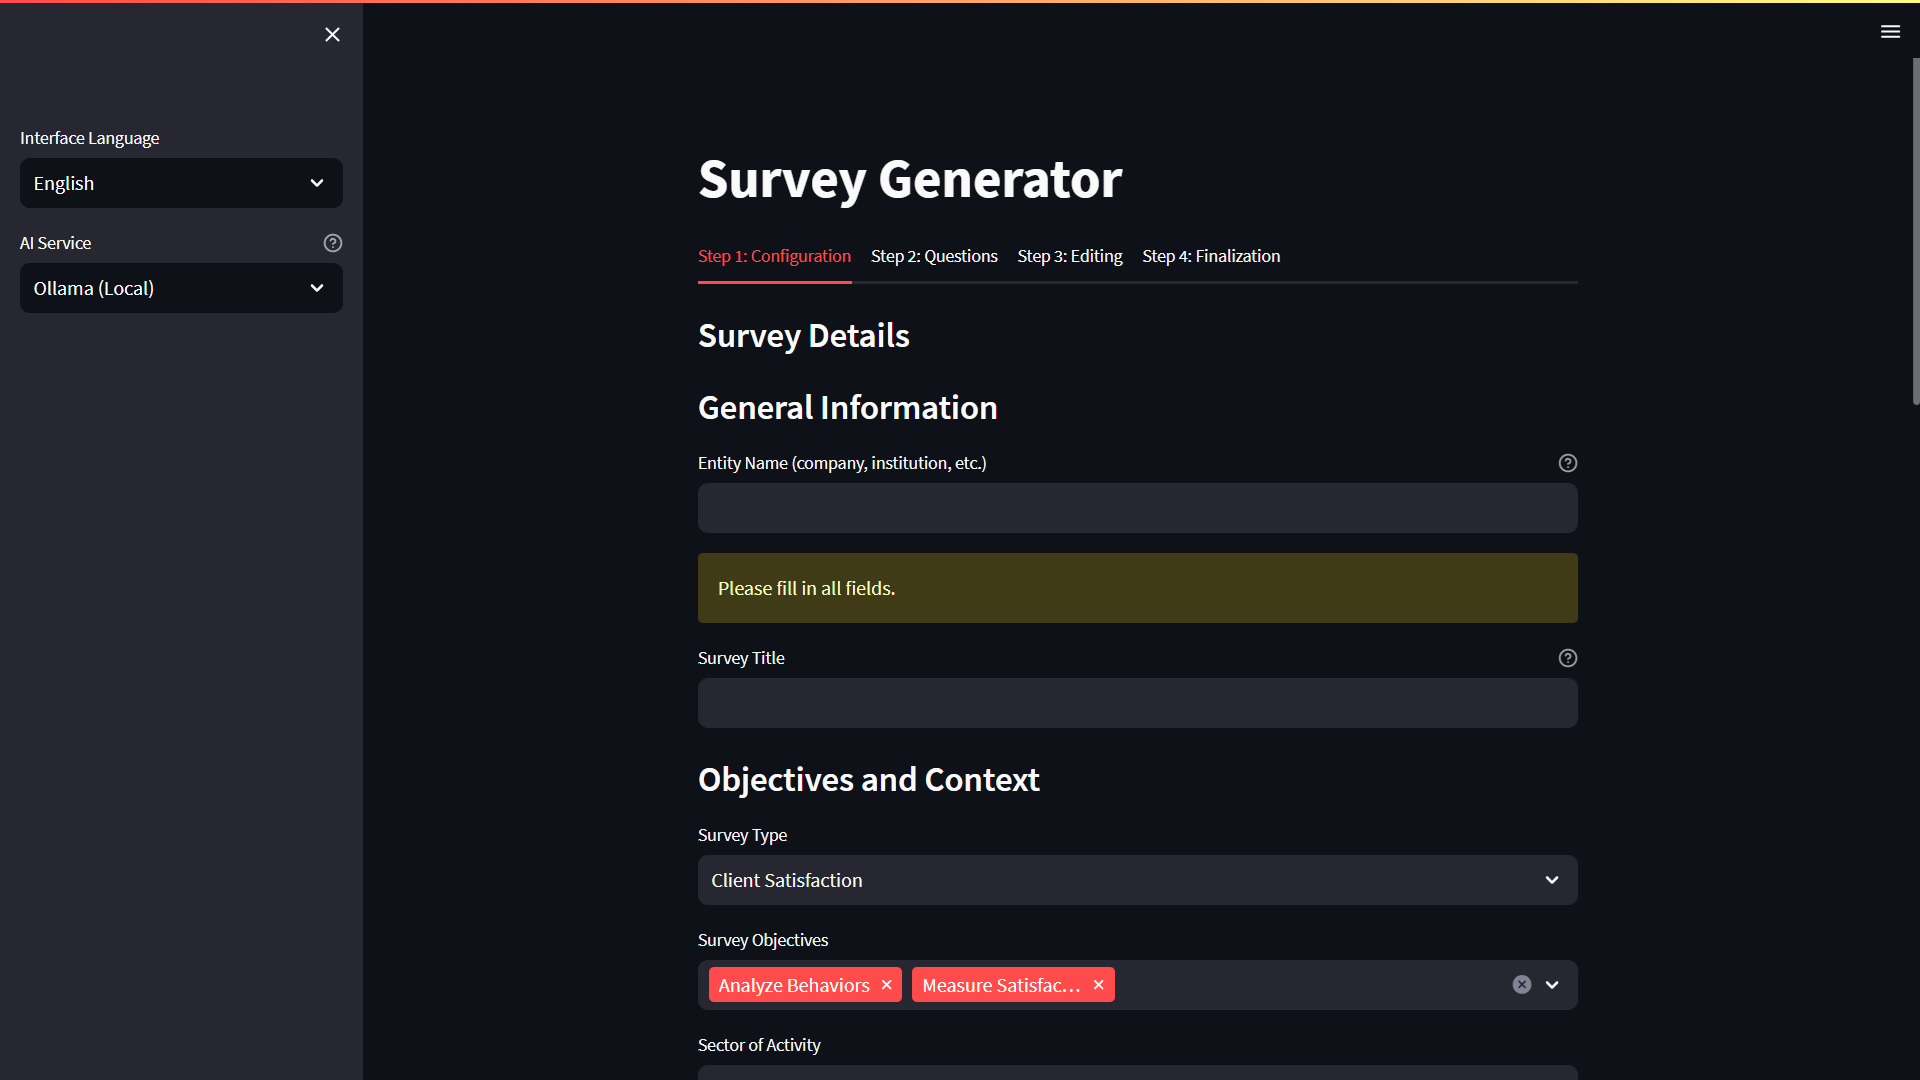 Interface Language
English
AI Service
Ollama (Local)
Survey Generator
Step 1: Configuration Step 2: Questions Step 3: Editing Step 4: Finalization
Survey Details
General Information
Entity Name (company, institution, etc.)
Please fill in all fields.
Survey Title
Objectives and Context
Survey Type
Client Satisfaction
Survey Objectives
Analyze Behaviors Measure Satisfac...
Sector of Activity